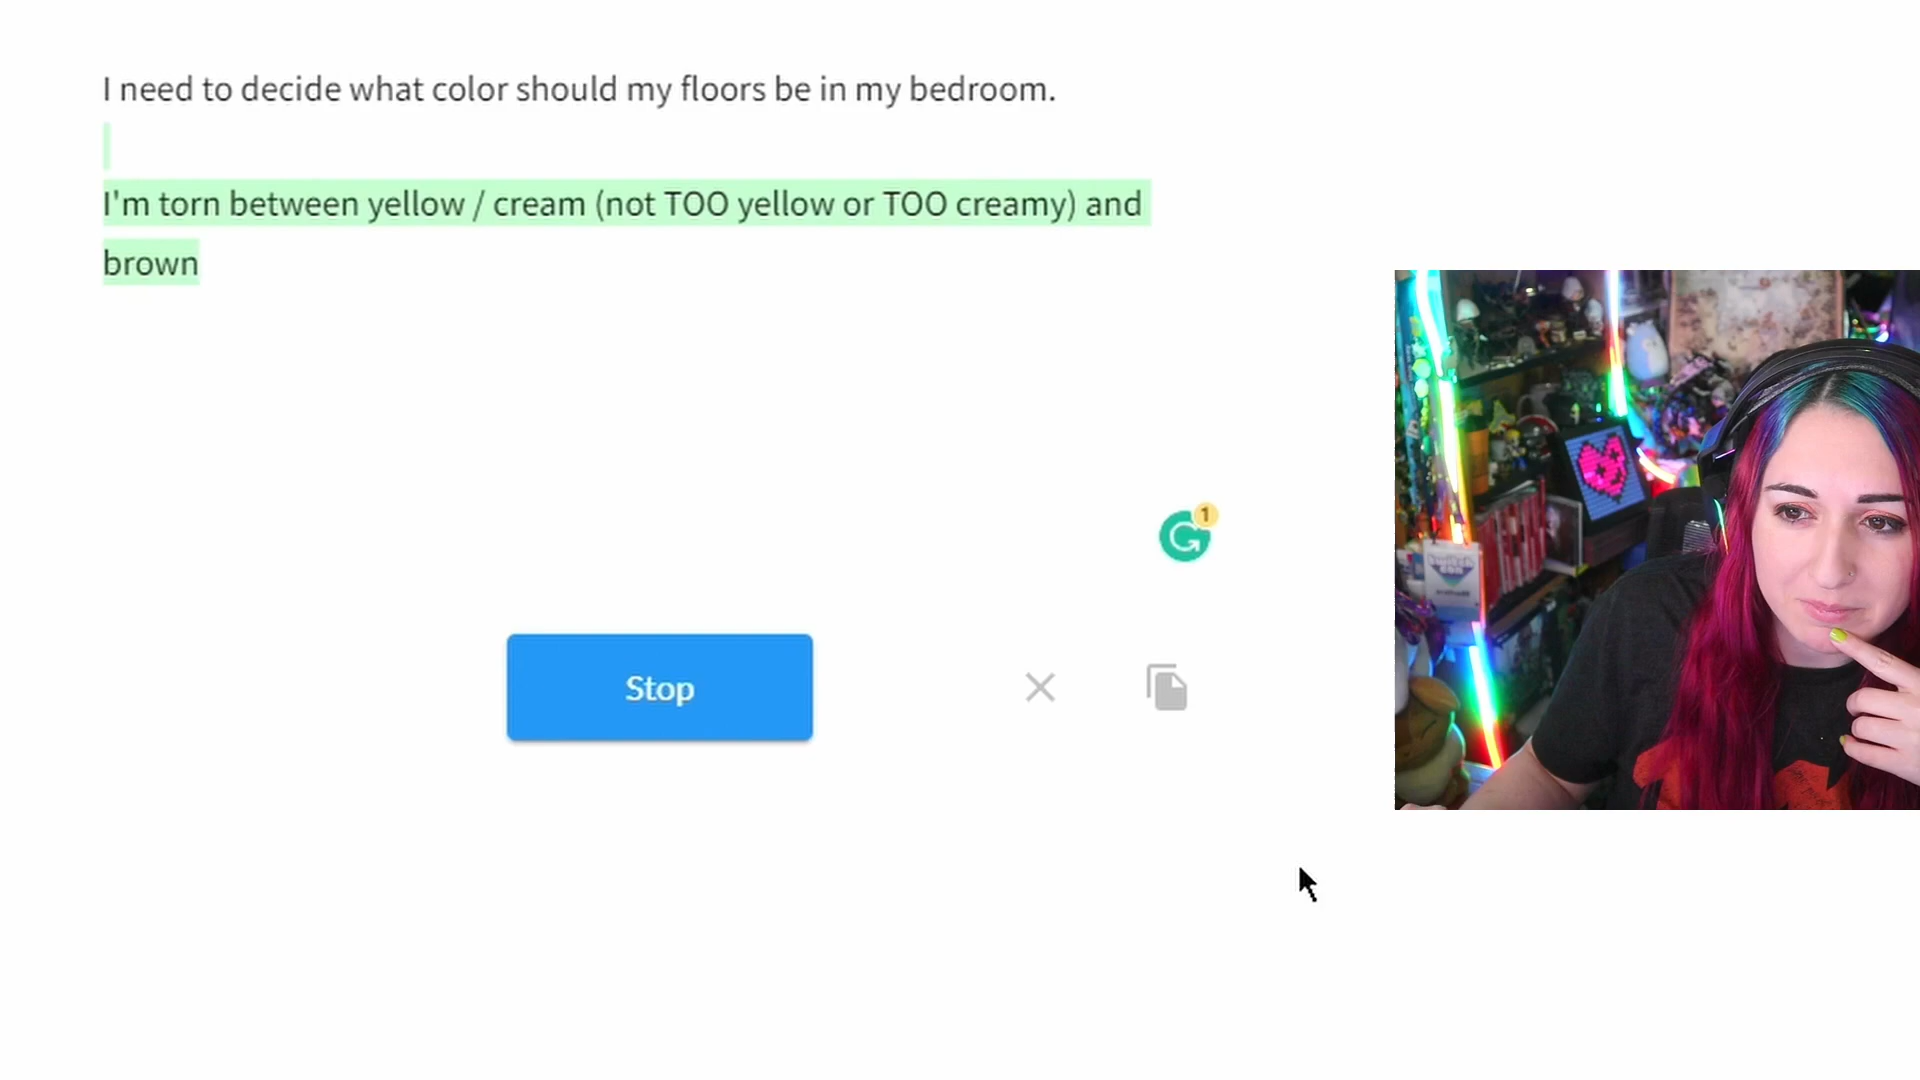 I need to decide what color should my floors be in my bedroom.
I'm torn between yellow / cream (not TOO yellow or TOO creamy) and
brown
1
Stop